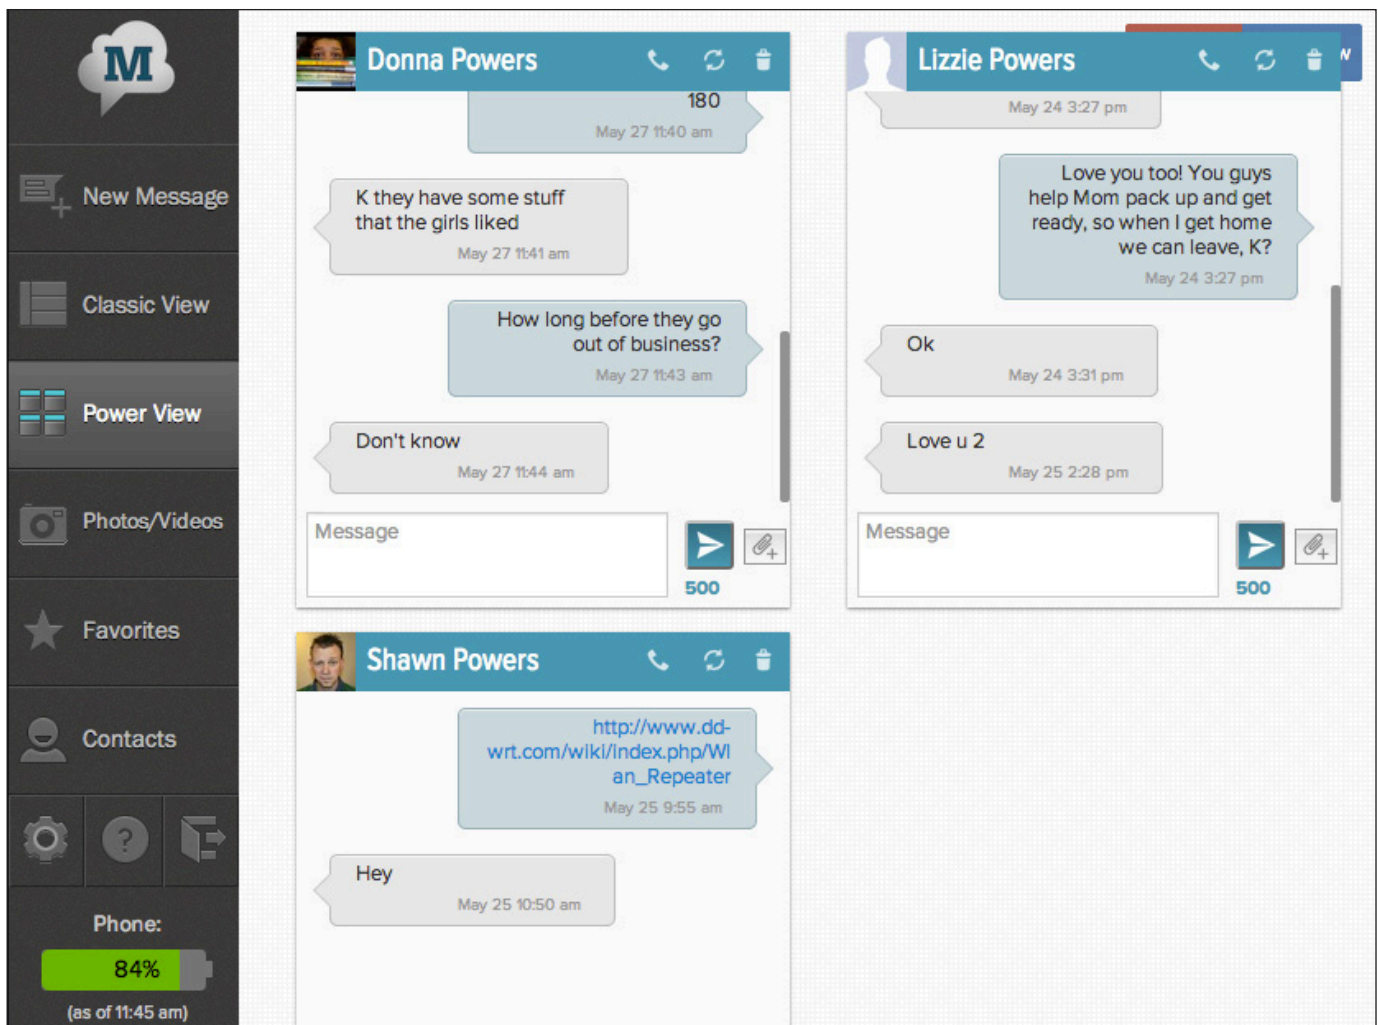 M
New Message
Classic View
Power View
Photos/Videos
Favorites
Contacts
?
Phone:
84%
(as of 11:45 am)
Donna Powers
180
May 27 11:40 am
K they have some stuff
that the girls liked
May 27 11:41 am
How long before they go
out of business?
May 27 11:43 am
Don't know
May 27 11:44 am
Message
500
Lizzie Powers
w
May 24 3:27 pm
Love you too! You guys
help Mom pack up and get
ready, so when I get home
we can leave, K?
May 24 3:27 pm
Ok
May 24 3:31 pm
Love u 2
May 25 2:28 pm
Message
500
Shawn Powers
http://www.dd-
wrt.com/wiki/index.php/Wl
an_Repeater
May 25 9:55 am
Hey
May 25 10:50 am